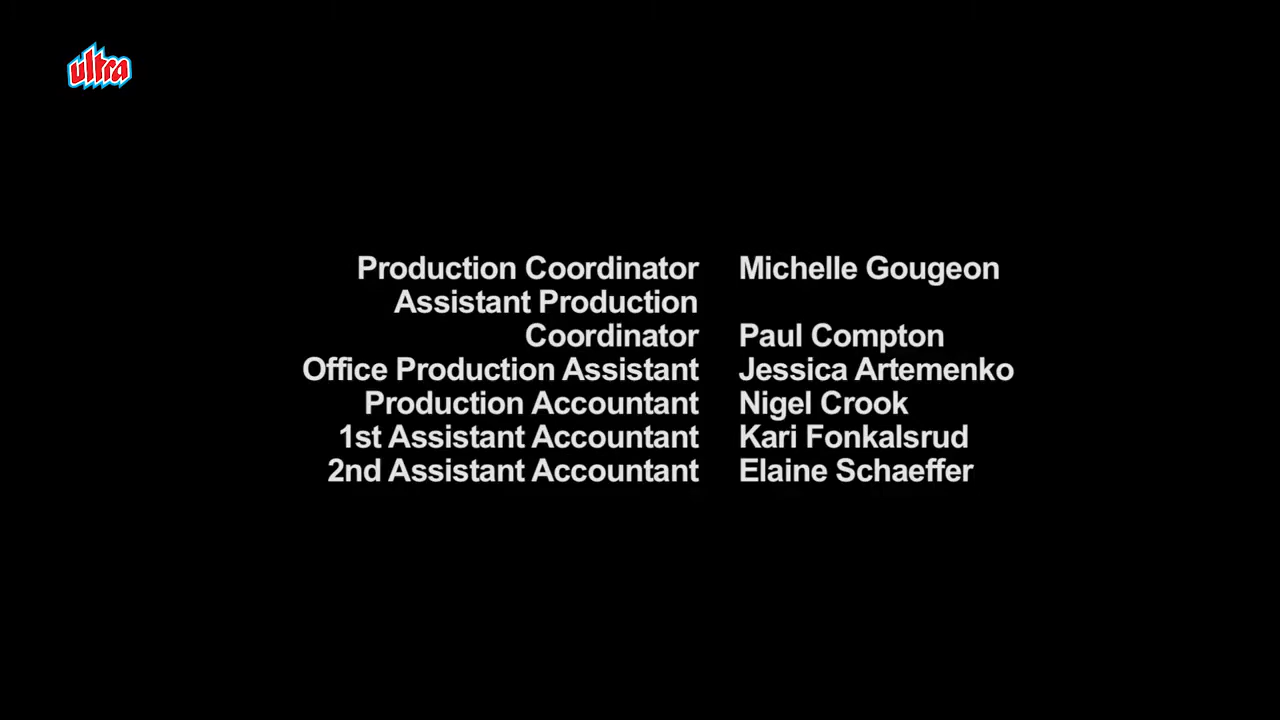 ultra
Production Coordinator Michelle Gougeon
Assistant Production
Coordinator Paul Compton
Office Production Assistant Jessica Artemenko
Production Accountant Nigel Crook
1st Assistant Accountant Kari Fonkalsrud
2nd Assistant Accountant Elaine Schaeffer